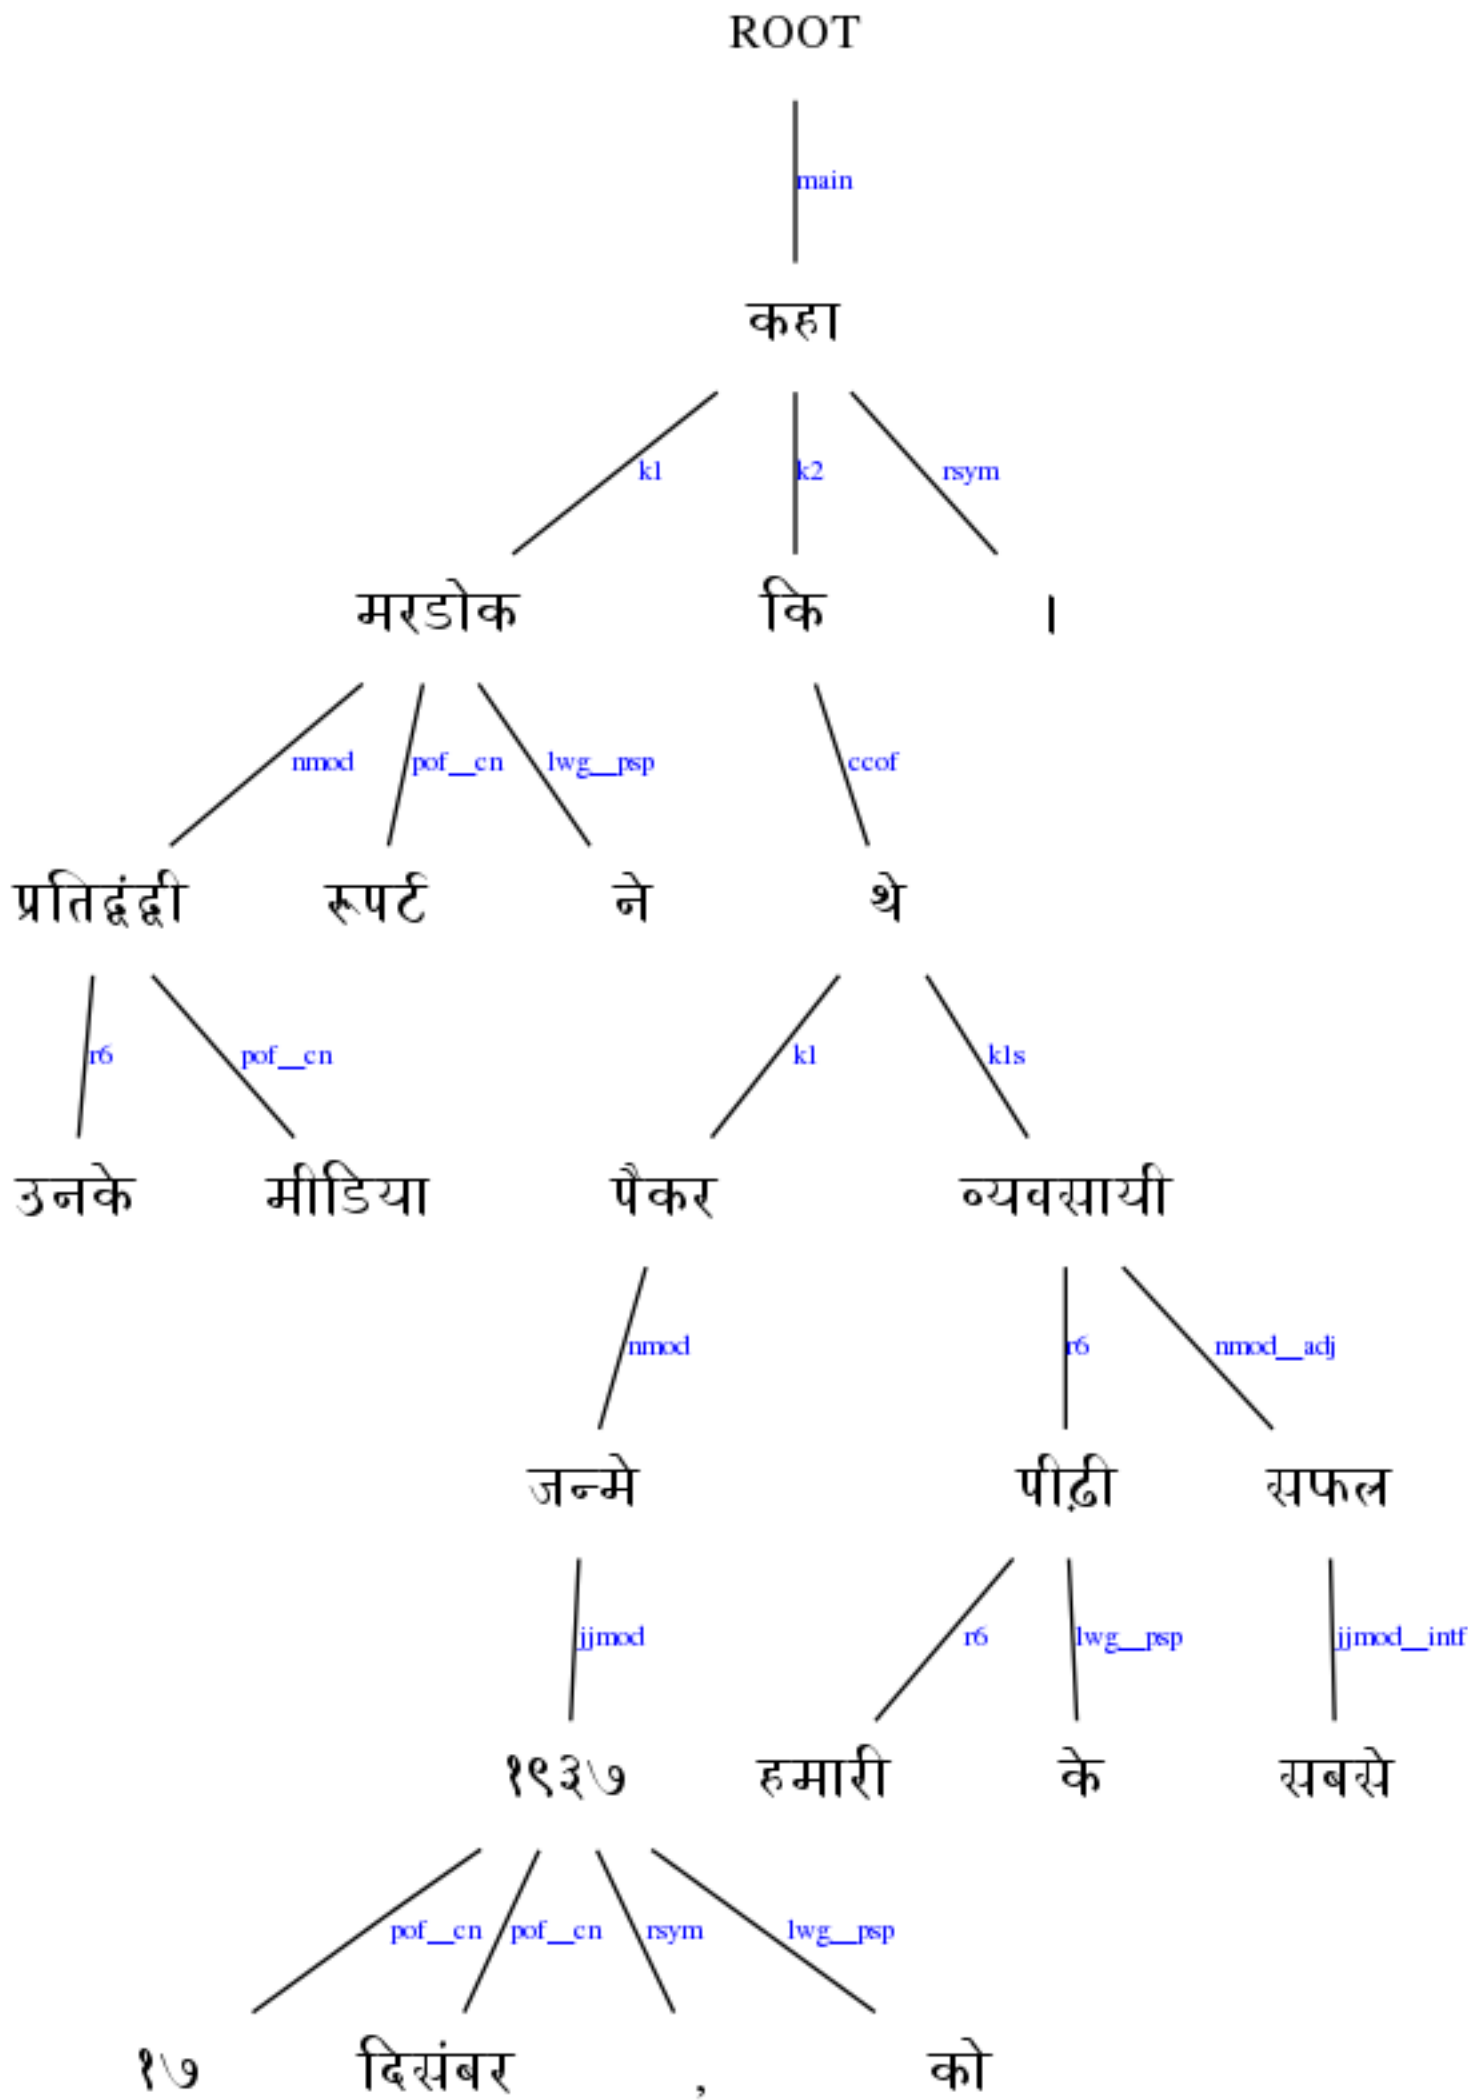 ROOT
main
कहा
k1 k2 rsym
मरडोक कि ।
nmod pof__cn lwg__psp ccof
प्रतिद्वंद्वी रूपर्ट ने थे
r6 pof__cn k1 k1s
उनके मीडिया पैकर व्यवसायी
nmod r6 nmod__adj
जन्मे पीढ़ी सफल
jjmod r6 lwg__psp jjmod__intf
१९३७ हमारी के सबसे
pof__cn pof__cn rsym lwg__psp
१७ दिसंबर , को